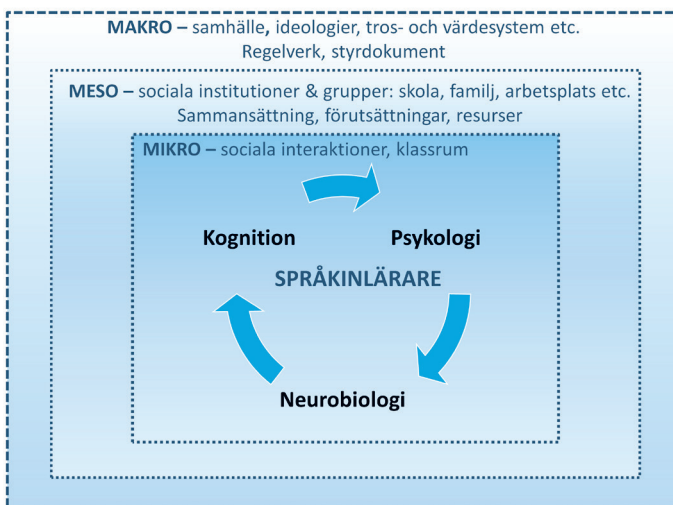 MAKRO – samhälle, ideologier, tros- och värdesystem etc.
Regelverk, styrdokument
MESO – sociala institutioner & grupper: skola, familj, arbetsplats etc.
Sammansättning, förutsättningar, resurser
MIKRO – sociala interaktioner, klassrum
Kognition
Psykologi
SPRÅKINLÄRARE
Neurobiologi